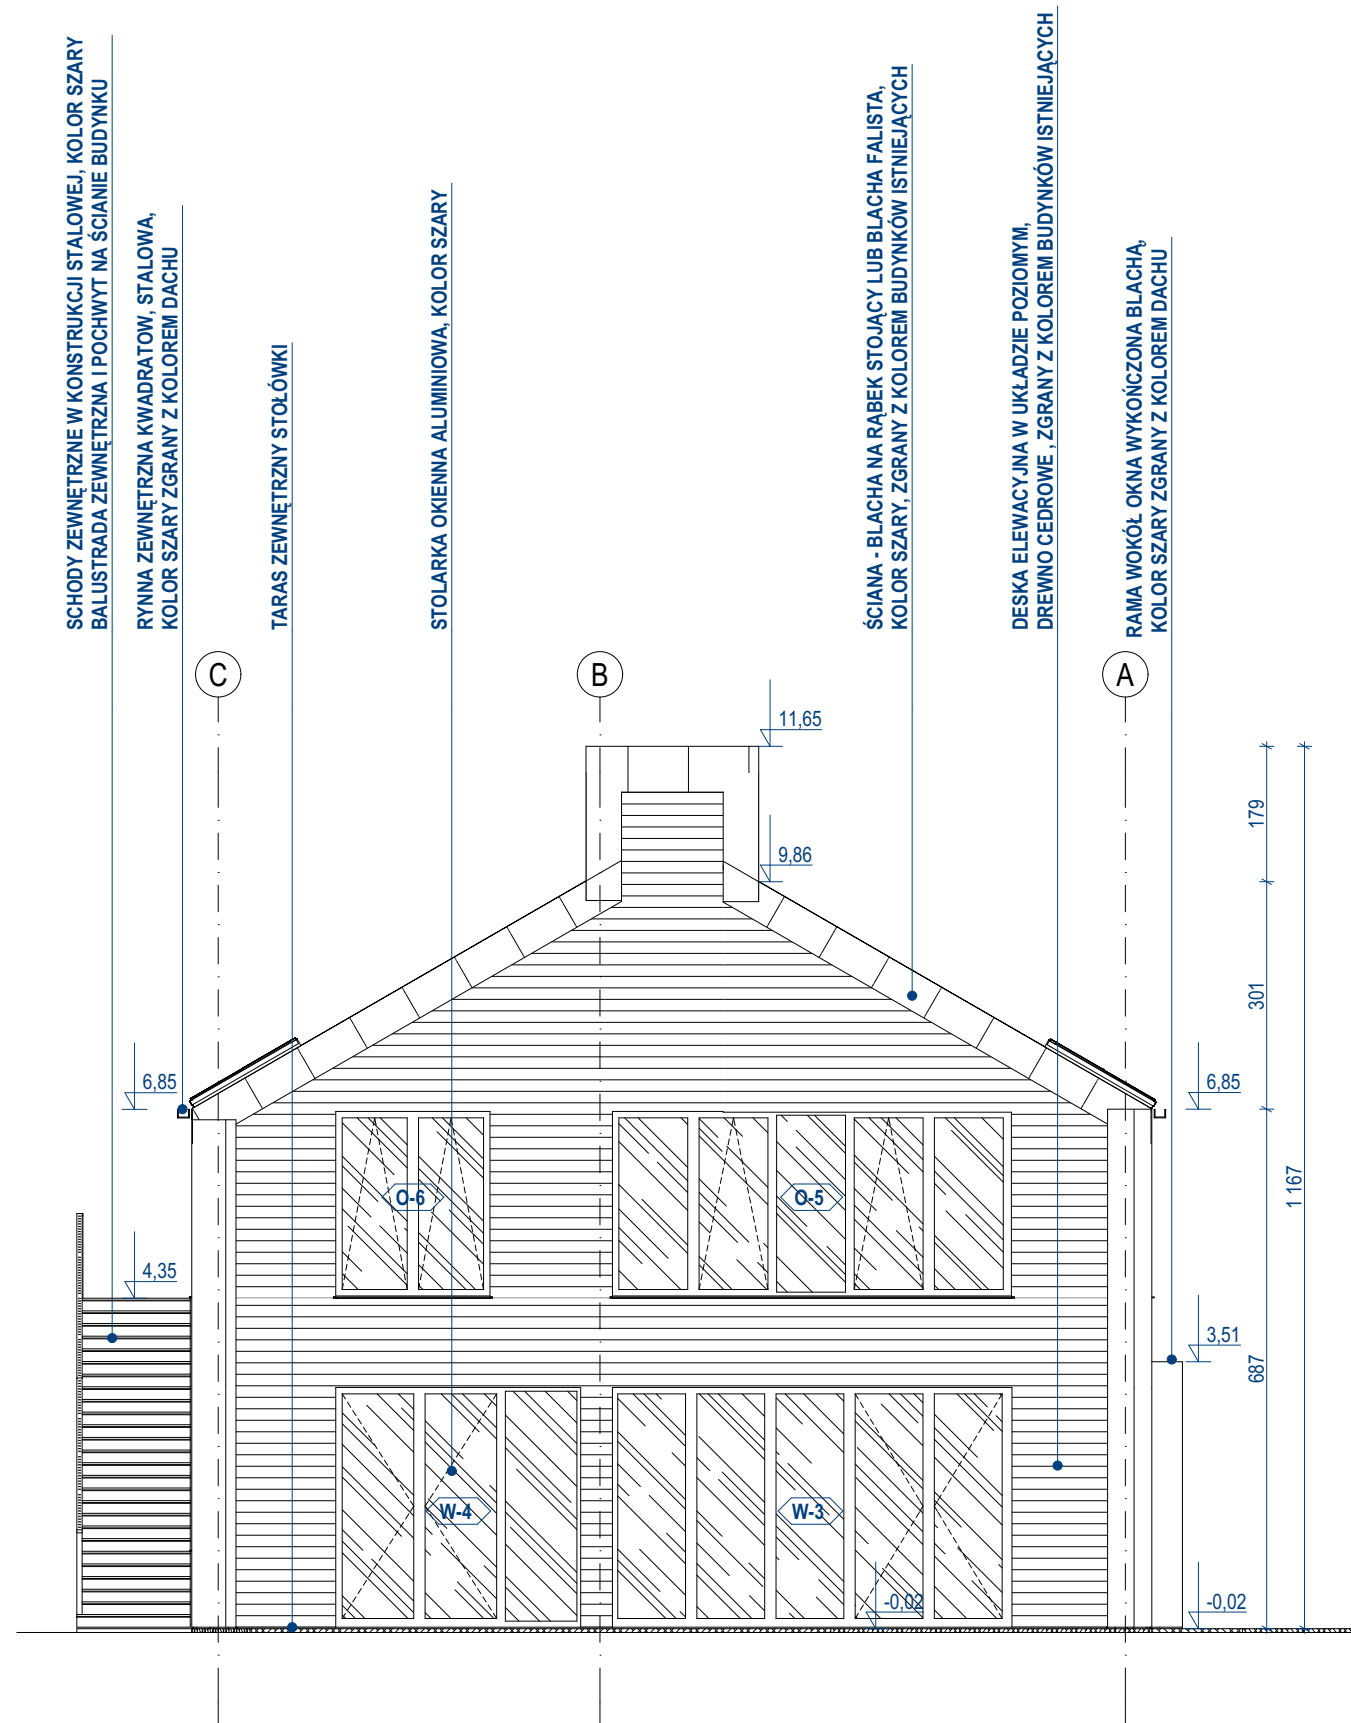 SCHODY ZEWNĘTRZNE W KONSTRUKCJI STALOWEJ, KOLOR SZARY
BALUSTRADA ZEWNĘTRZNA I POCHWYT NA ŚCIANIE BUDYNKU
RYNNA ZEWNĘTRZNA KWADRATOW, STALOWA,
KOLOR SZARY ZGRANY Z KOLOREM DACHU
TARAS ZEWNĘTRZNY STOŁÓWKI
STOLARKA OKIENNA ALUMINIOWA, KOLOR SZARY
ŚCIANA - BLACHA NA RĄBEK STOJĄCY LUB BLACHA FALISTA,
KOLOR SZARY, ZGRANY Z KOLOREM BUDYNKÓW ISTNIEJĄCYCH
DESKA ELEWACYJNA W UKŁADZIE POZIOMYM,
DREWNO CEDROWE , ZGRANY Z KOLOREM BUDYNKÓW ISTNIEJĄCYCH
RAMA WOKÓŁ OKNA WYKOŃCZONA BLACHĄ,
KOLOR SZARY ZGRANY Z KOLOREM DACHU
C
B
A
11,65
179
9,86
301
6,85
6,85
1 167
O-6
O-5
4,35
3,51
687
W-4
W-3
-0,02
-0,02